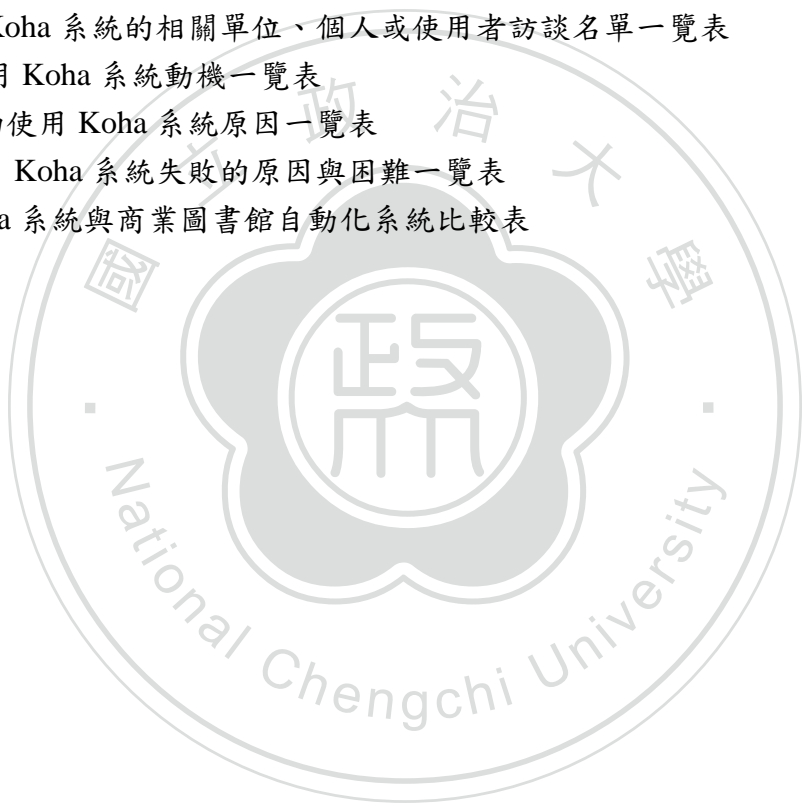 Koha 系統的相關單位、個人或使用者訪談名單一覽表
用 Koha 系統動機一覽表
使用 Koha 系統原因一覽表
Koha 系統失敗的原因與困難一覽表
a 系統與商業圖書館自動化系統比較表
國立政治大學
政
National Chengchi University